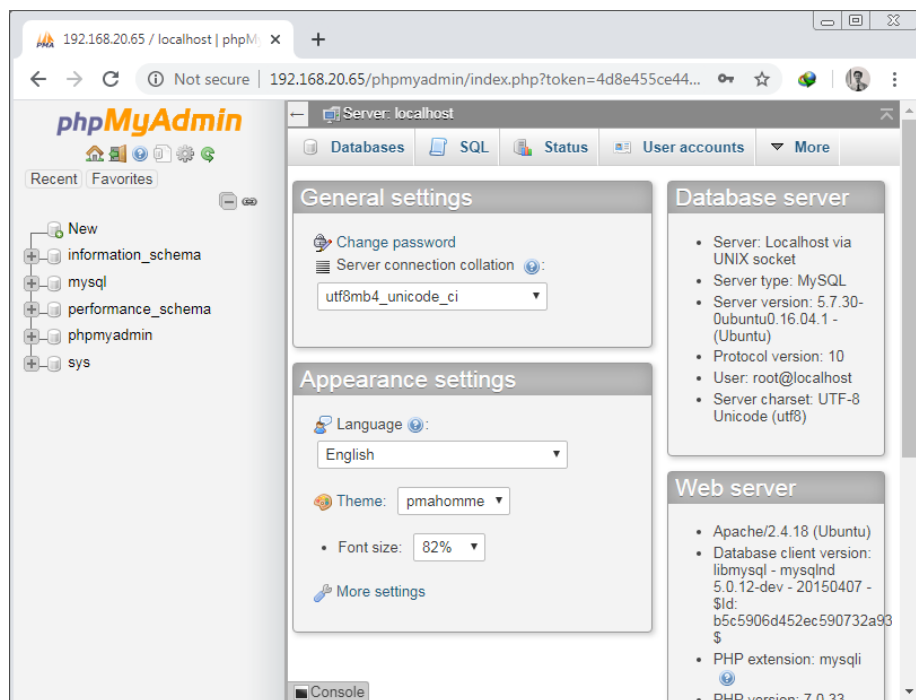 192.168.20.65 / localhost | phpM
Not secure | 192.168.20.65/phpmyadmin/index.php?token=4d8e455ce44...
phpMyAdmin
Recent Favorites
New
information_schema
mysql
performance_schema
phpmyadmin
sys
Server: localhost
Databases SQL Status User accounts More
General settings
Change password
Server connection collation :
utf8mb4_unicode_ci
Appearance settings
Language :
English
Theme: pmahomme
• Font size: 82%
More settings
Console
Database server
• Server: Localhost via
UNIX socket
• Server type: MySQL
• Server version: 5.7.30-
0ubuntu0.16.04.1 -
(Ubuntu)
• Protocol version: 10
• User: root@localhost
• Server charset: UTF-8
Unicode (utf8)
Web server
• Apache/2.4.18 (Ubuntu)
• Database client version:
libmysql - mysqlnd
5.0.12-dev - 20150407 -
$Id:
b5c5906d452ec590732a93
$
• PHP extension: mysqli
• PHP version: 7.0.33